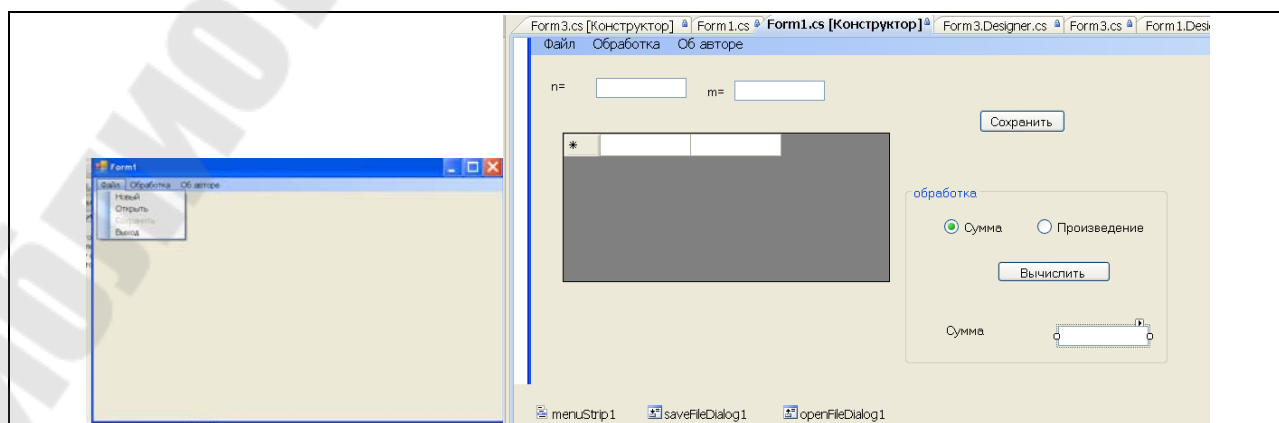 Form1
Файл Обработка Об авторе
Новый
Открыть
Сохранить
Выход
Form3.cs [Конструктор] Form1.cs Form1.cs [Конструктор] Form3.Designer.cs Form3.cs Form1.Desi
Файл Обработка Об авторе
n= m=
Сохранить
*
обработка
Сумма Произведение
Вычислить
Сумма
menuStrip1 saveFileDialog1 openFileDialog1